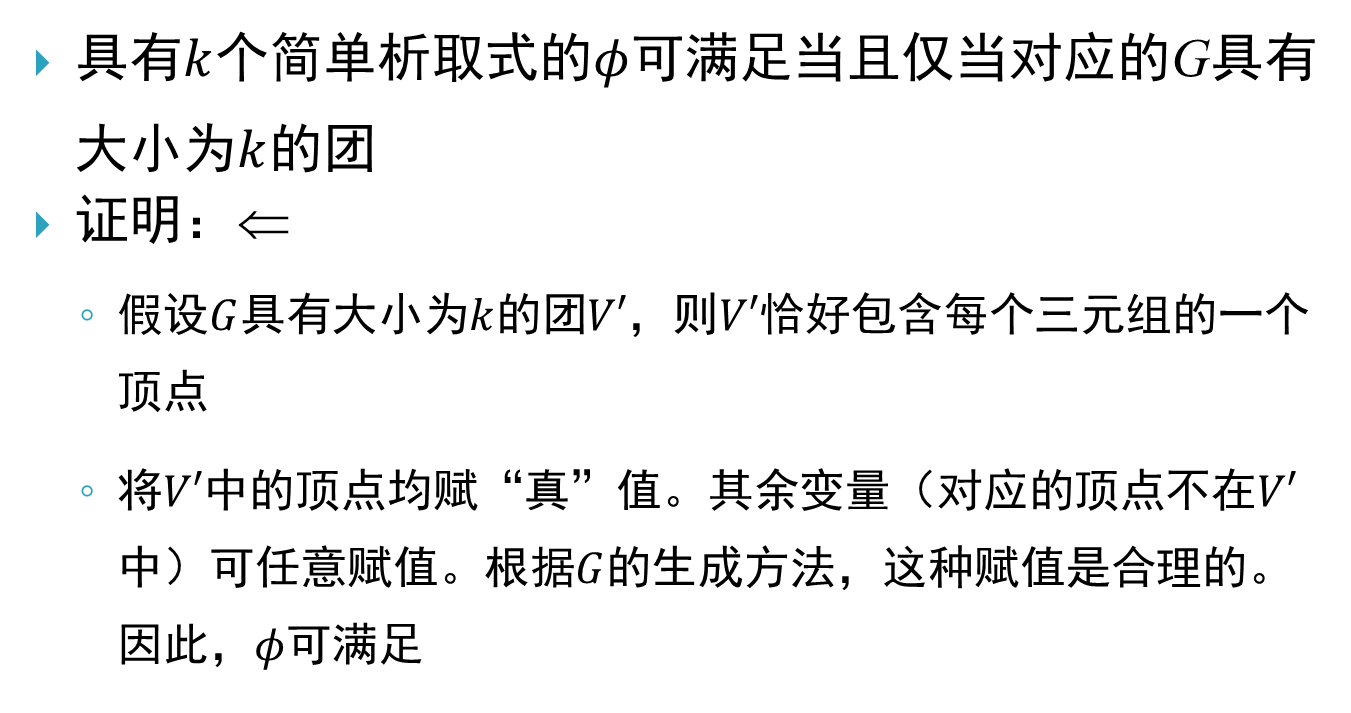 具有k个简单析取式的ϕ可满足当且仅当对应的G具有
大小为k的团
证明：⇐
假设G具有大小为k的团V′，则V′恰好包含每个三元组的一个
顶点
将V′中的顶点均赋“真”值。其余变量（对应的顶点不在V′
中）可任意赋值。根据G的生成方法，这种赋值是合理的。
因此，ϕ可满足